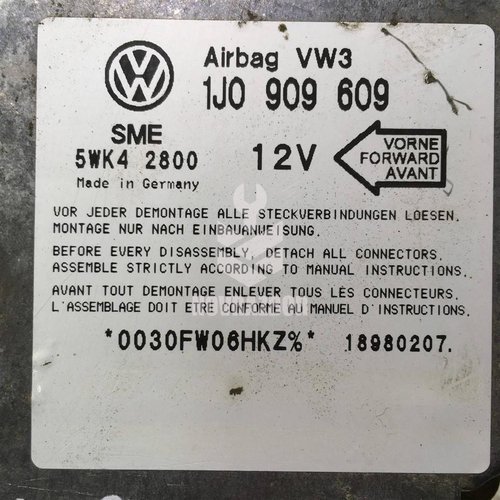 Airbag VW3
1J0 909 609
SME
5WK4 2800
12V
VORNE
FORWARD
AVANT
Made in Germany
VOR JEDER DEMONTAGE ALLE STECKVERBINDUNGEN LOESEN.
MONTAGE NUR NACH EINBAUANWEISUNG.
BEFORE EVERY DISASSEMBLY, DETACH ALL CONNECTORS.
ASSEMBLE STRICTLY ACCORDING TO MANUAL INSTRUCTIONS.
AVANT TOUT DEMONTAGE ENLEVER TOUS LÈS CONNECTEURS.
L'ASSEMBLAGE DOIT ETRE CONFORME AU MANUEL D'INSTRUCTIONS.
*0030FW06HKZ% 18980207.